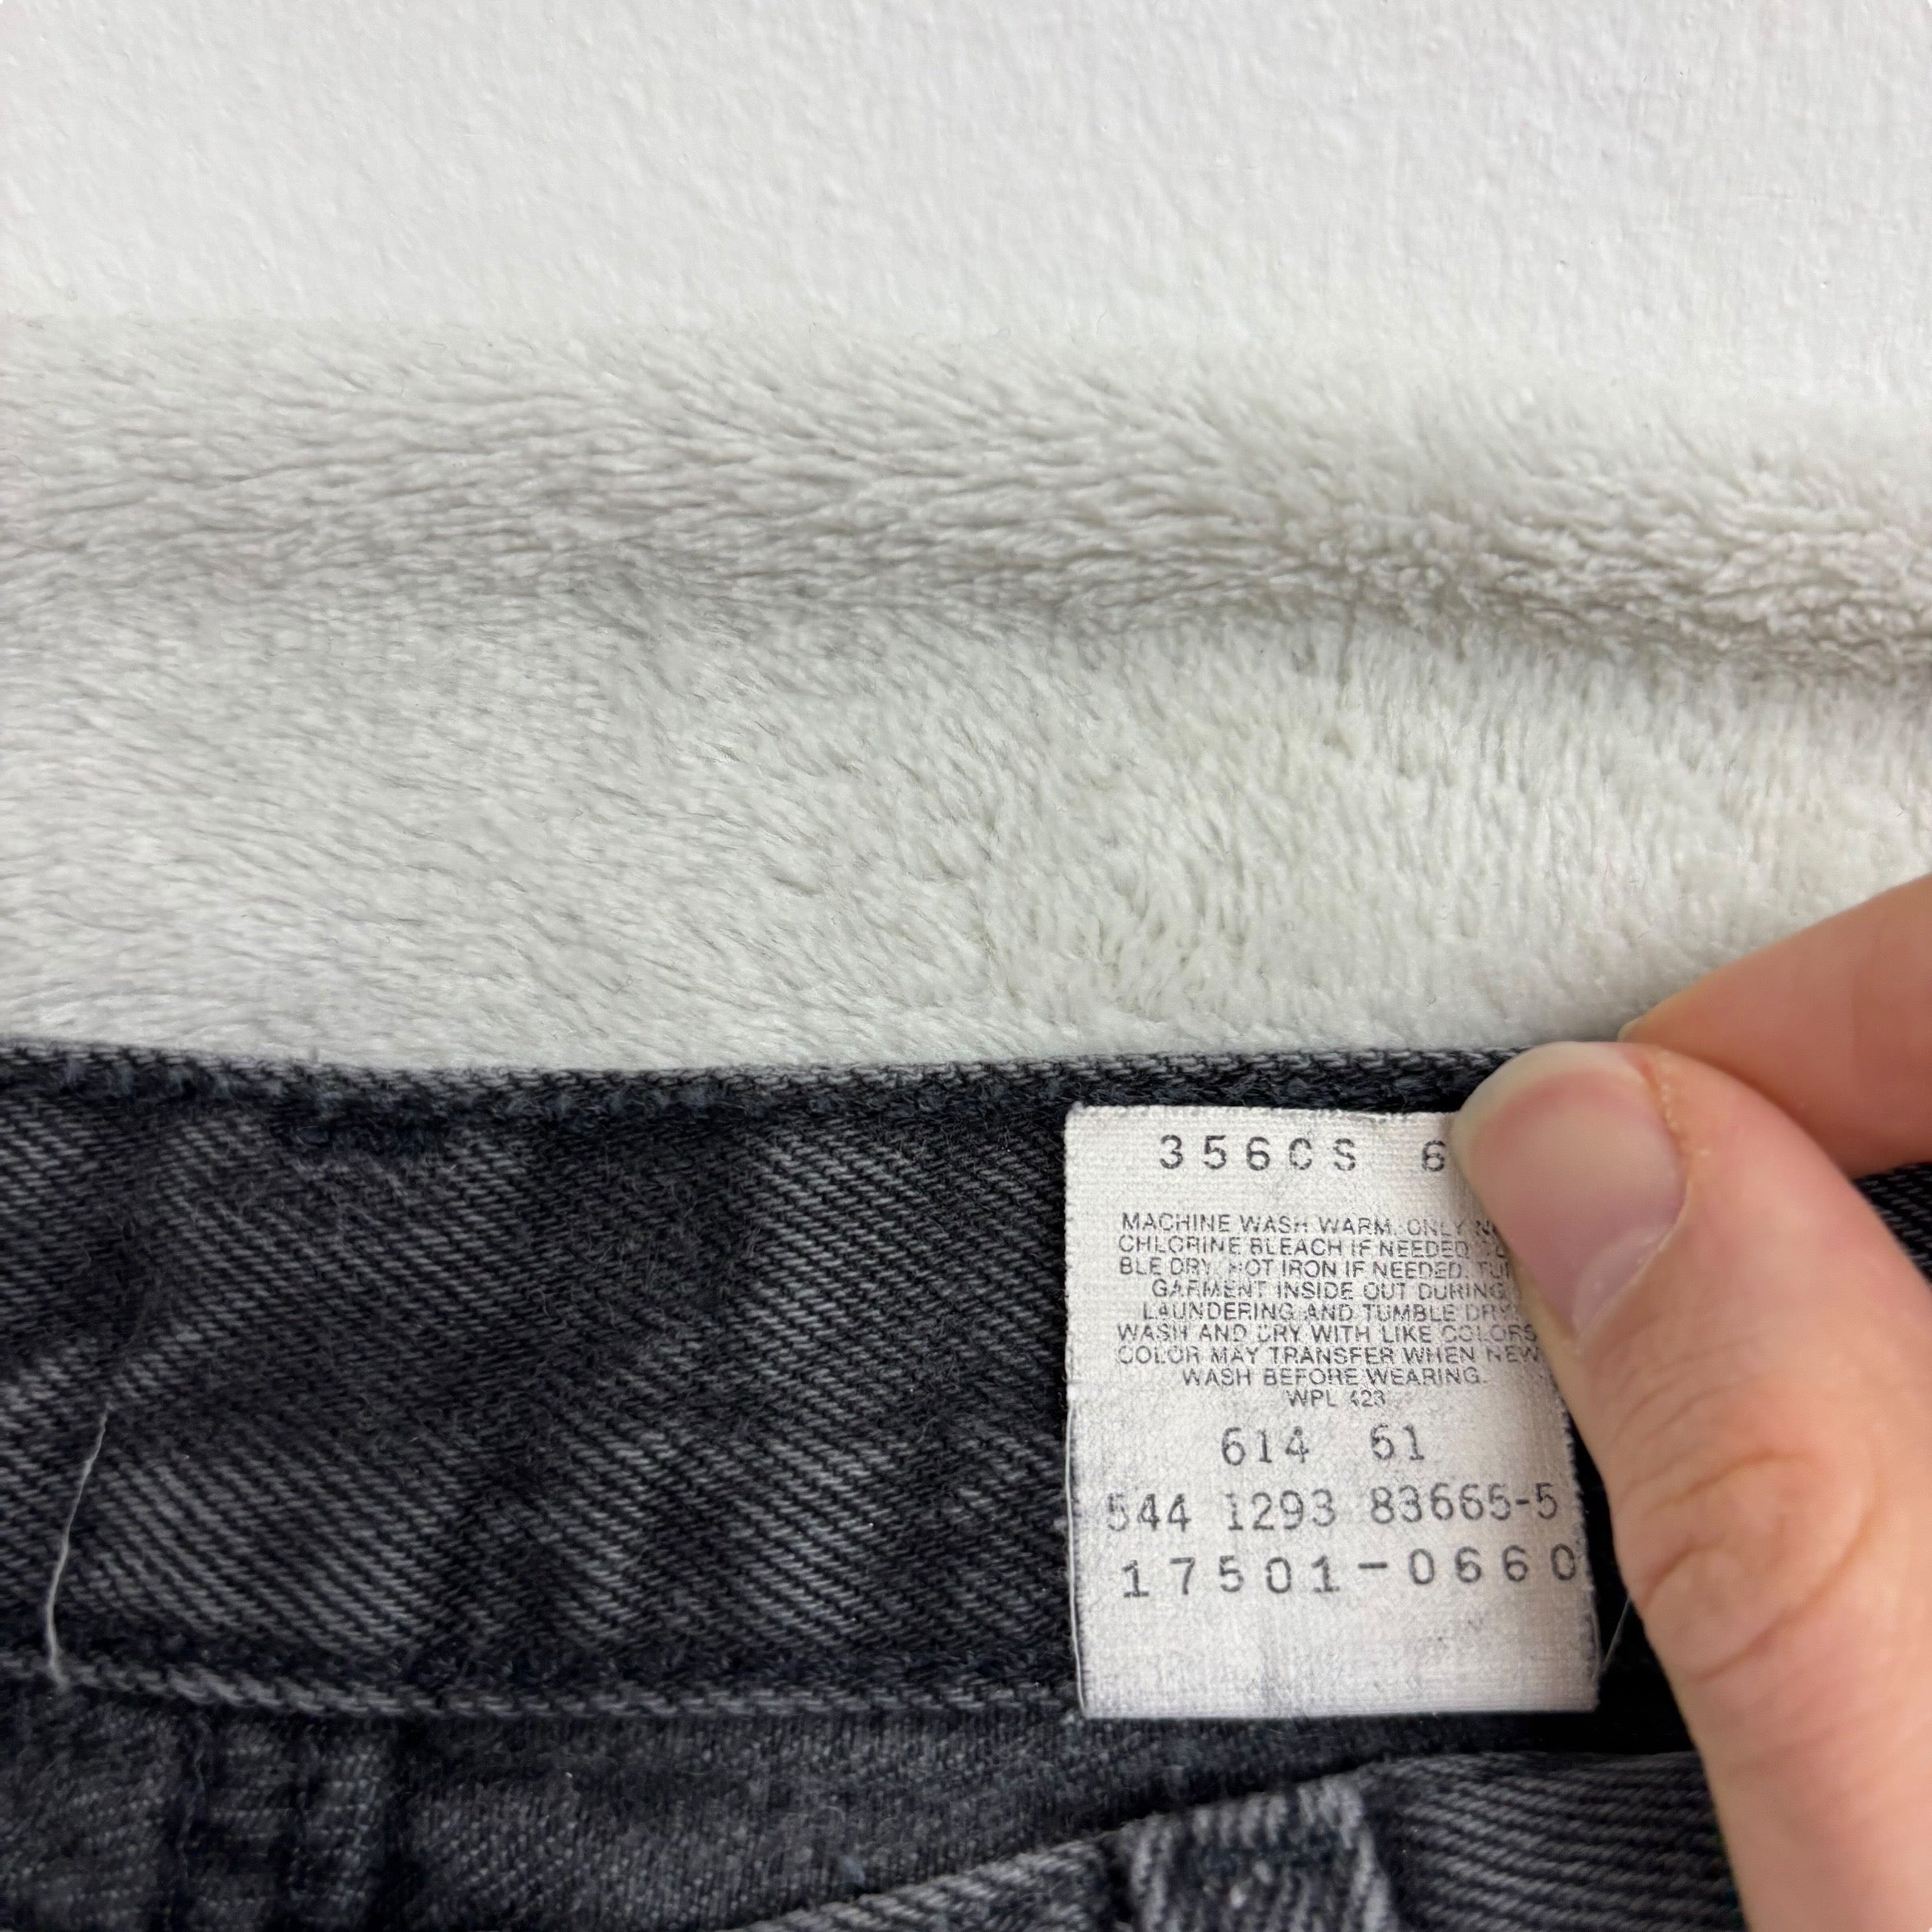 356CS 6
MACHINE WASH WARM. ONLY N
CHLORINE BLEACH IF NEEDED.
BLE DRY. HOT IRON IF NEEDED. TU
GARMENT INSIDE OUT DURING
LAUNDERING AND TUMBLE DRY
WASH AND DRY WITH LIKE COLORS
COLOR MAY TRANSFER WHEN NEW
WASH BEFORE WEARING.
WPL 423
614 61
544 1293 83665-5
17501-0660